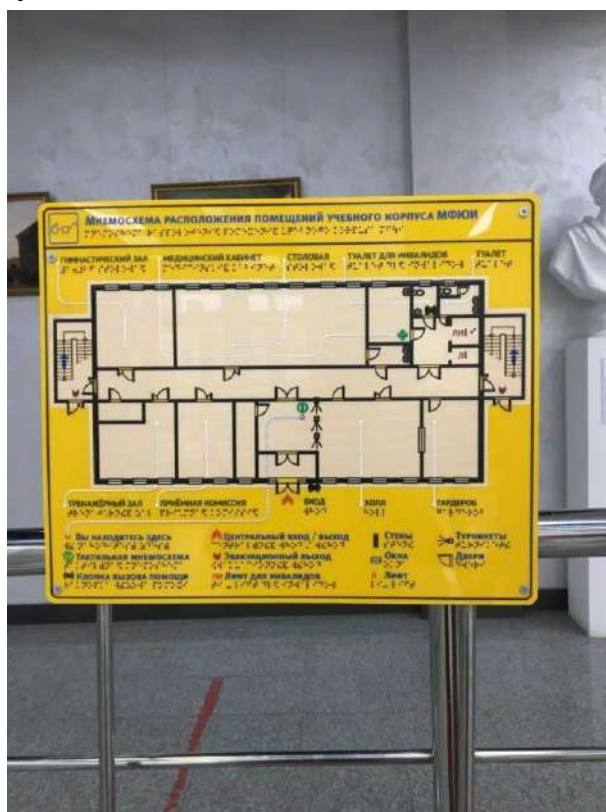 Мнемосхема расположения помещений учебного корпуса МФЮИ
Гимнастический зал Медицинский кабинет Столовая Туалет для инвалидов Туалет
ЛИ
Л
Тренажёрный зал Приёмная комиссия Вход Холл Гардероб
Вы находитесь здесь Центральный вход / выход Стены Турникеты
Тактильная мнемосхема Эвакуационный выход Окна Двери
Кнопка вызова помощи ЛИ Лифт для инвалидов Л Лифт